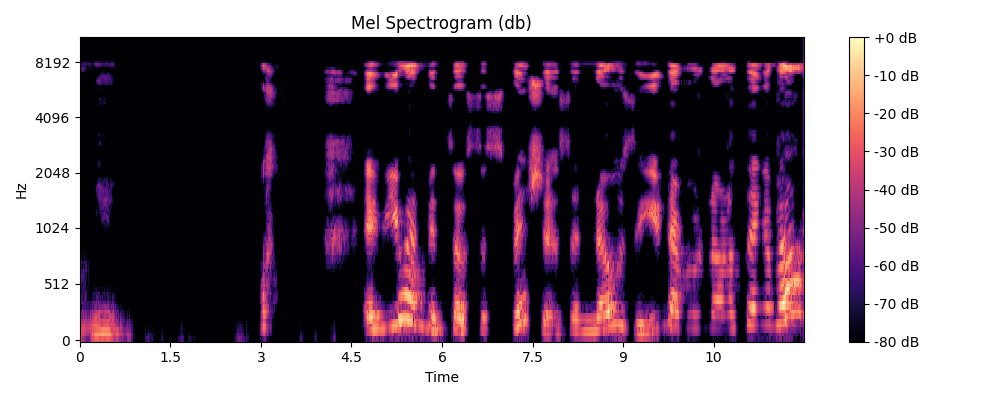 Mel Spectrogram (db)
8192
4096
2048
1024
512
0
Hz
0 1.5 3 4.5 6 7.5 9 10
Time
+0 dB
-10 dB
-20 dB
-30 dB
-40 dB
-50 dB
-60 dB
-70 dB
-80 dB